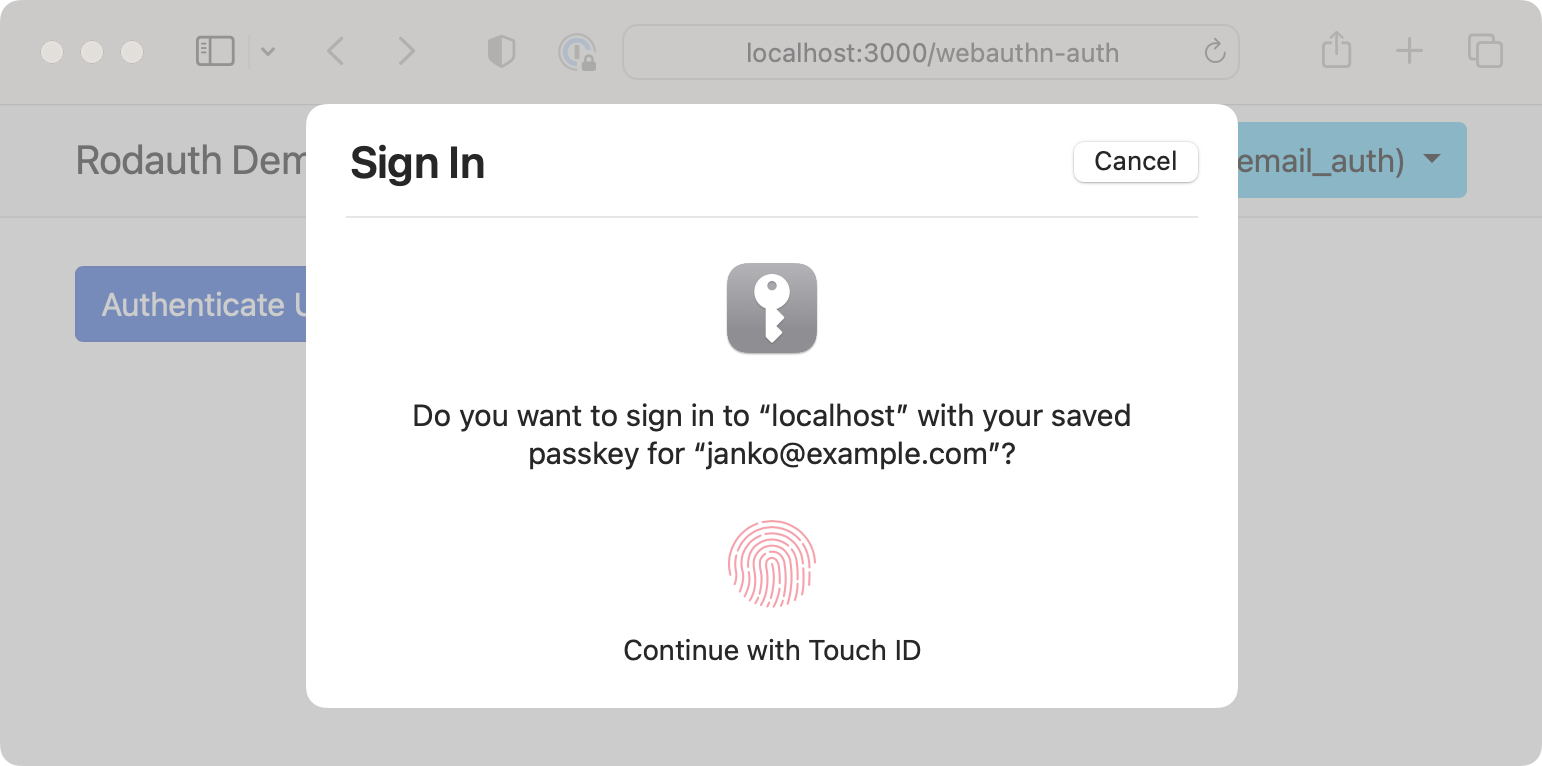 localhost:3000/webauthn-auth
Rodauth Dem
Sign In
Cancel
email_auth)
Authenticate U
Do you want to sign in to “localhost” with your saved
passkey for “janko@example.com”?
Continue with Touch ID